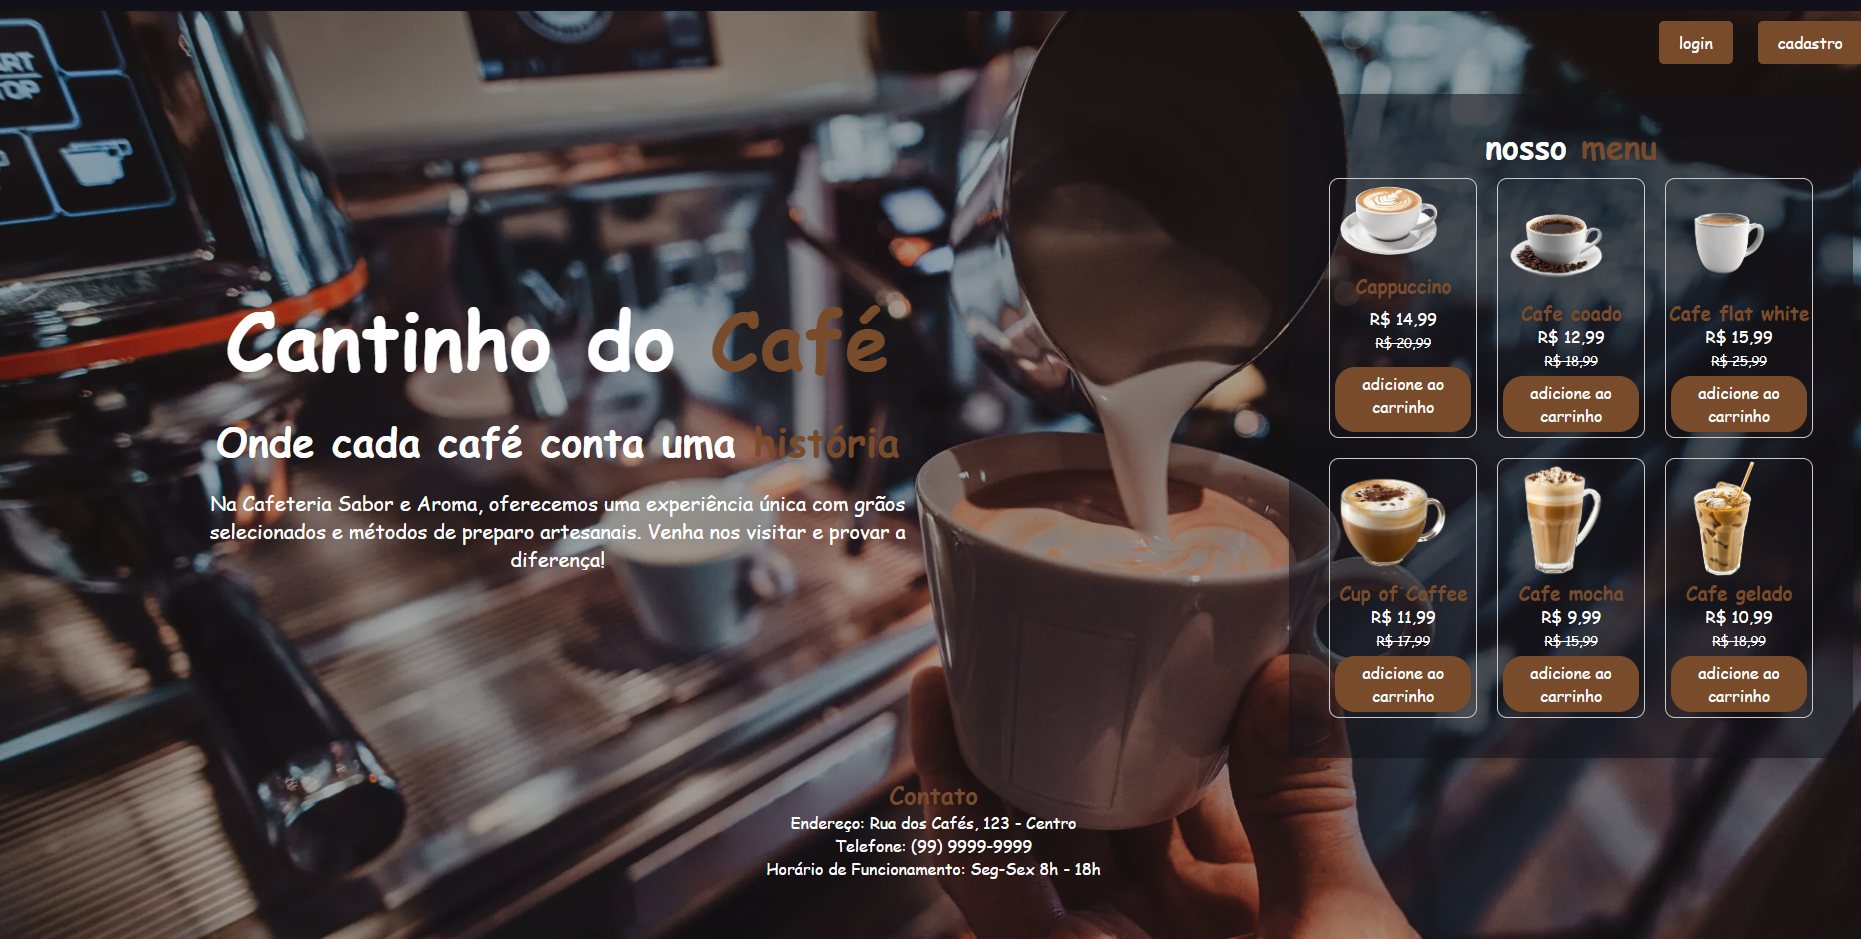 login
cadastro
ART
TOP
nosso menu
Cappuccino
R$ 14,99
R$ 20,99
adicione ao
carrinho
Cafe coado
R$ 12,99
R$ 18,99
adicione ao
carrinho
Cafe flat white
R$ 15,99
R$ 25,99
adicione ao
carrinho
Cantinho do Café
Onde cada café conta uma história
Na Cafeteria Sabor e Aroma, oferecemos uma experiência única com grãos
selecionados e métodos de preparo artesanais. Venha nos visitar e provar a
diferença!
Cup of Coffee
R$ 11,99
R$ 17,99
adicione ao
carrinho
Cafe mocha
R$ 9,99
R$ 15,99
adicione ao
carrinho
Cafe gelado
R$ 10,99
R$ 18,99
adicione ao
carrinho
Contato
Endereço: Rua dos Cafés, 123 - Centro
Telefone: (99) 9999-9999
Horário de Funcionamento: Seg-Sex 8h - 18h